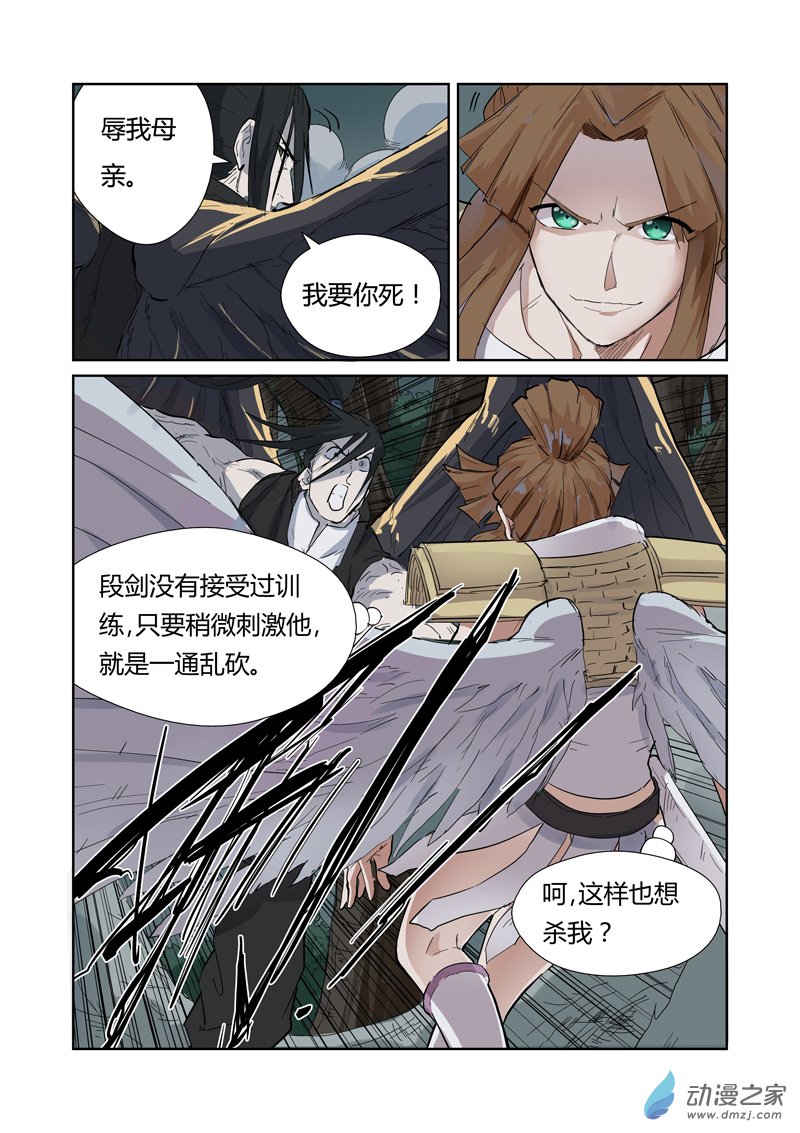 辱我母
亲。
我要你死！
段剑没有接受过训
练，只要稍微刺激他，
就是一通乱砍。
呵，这样也想
杀我？
动漫之家
www.dmzj.com